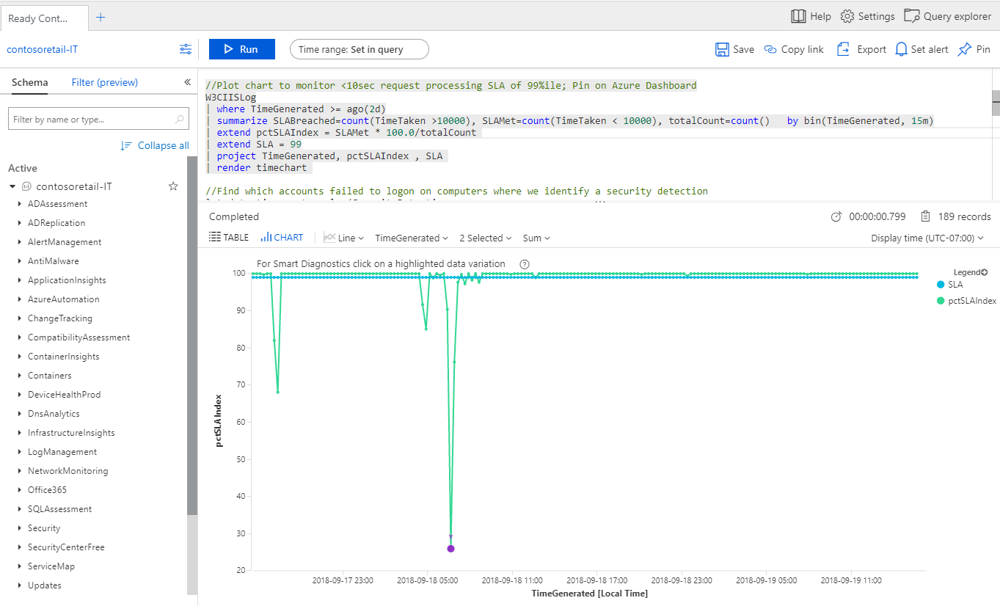 Ready Cont...
Help
Settings
Query explorer
contosoretail-IT
Run
Time range: Set in query
Save
Copy link
Export
Set alert
Pin
Schema
Filter (preview)
Filter by name or type...
Collapse all
Active
contosoretail-IT
ADAssessment
ADReplication
AlertManagement
AntiMalware
ApplicationInsights
AzureAutomation
ChangeTracking
CompatibilityAssessment
ContainerInsights
Containers
DeviceHealthProd
DnsAnalytics
InfrastructureInsights
LogManagement
NetworkMonitoring
Office365
SQLAssessment
Security
SecurityCenterFree
ServiceMap
Updates
//Plot chart to monitor <10sec request processing SLA of 99%ile; Pin on Azure Dashboard
W3CIISLog
| where TimeGenerated >= ago(2d)
| summarize SLABreached=count(TimeTaken >10000), SLAMet=count(TimeTaken < 10000), totalCount=count()   by bin(TimeGenerated, 15m)
| extend pctSLAIndex = SLAMet * 100.0/totalCount
| extend SLA = 99
| project TimeGenerated, pctSLAIndex , SLA
| render timechart
//Find which accounts failed to logon on computers where we identify a security detection
Completed
00:00:00.799
189 records
TABLE
CHART
Line
TimeGenerated
2 Selected
Sum
Display time (UTC-07:00)
For Smart Diagnostics click on a highlighted data variation
Legend
SLA
pctSLAIndex
100
90
80
70
60
50
40
30
20
pctSLAIndex
2018-09-17 23:00
2018-09-18 05:00
2018-09-18 11:00
2018-09-18 17:00
2018-09-18 23:00
2018-09-19 05:00
2018-09-19 11:00
TimeGenerated [Local Time]